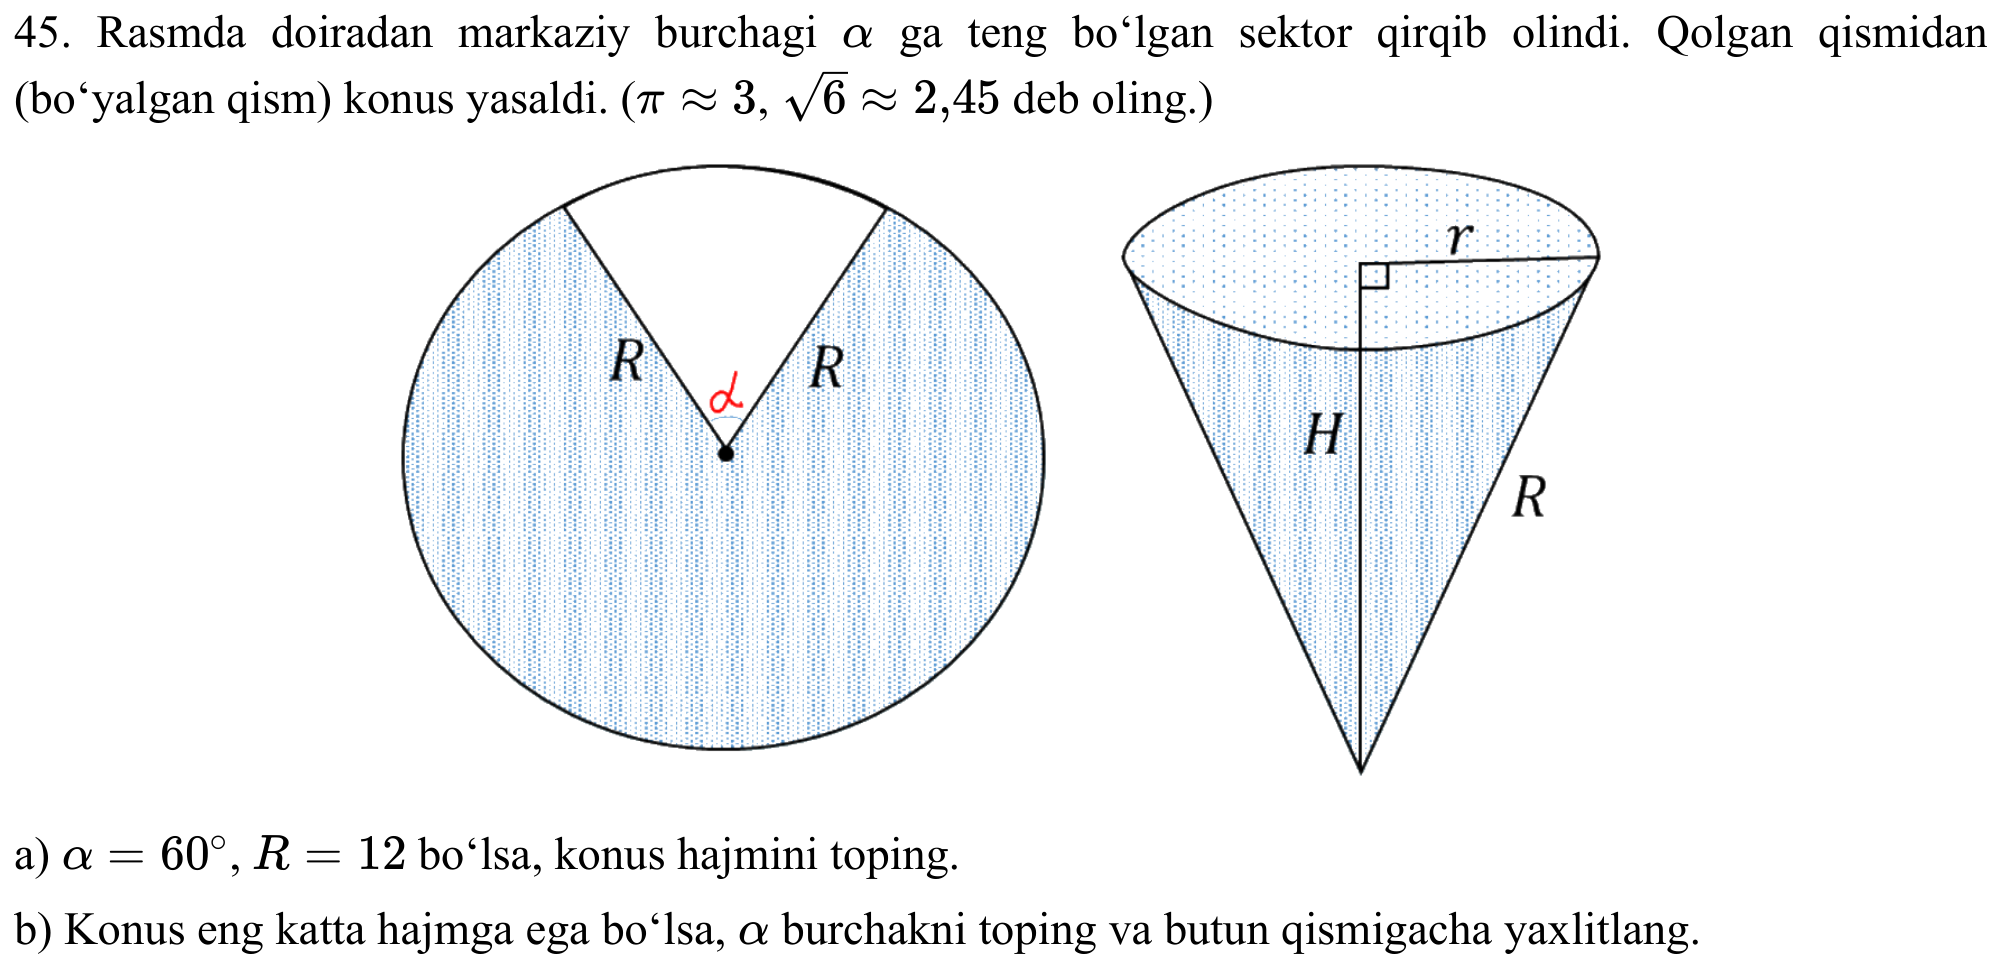 45. Rasmda doiradan markaziy burchagi α ga teng bo‘lgan sektor qirqib olindi. Qolgan qismidan
(bo‘yalgan qism) konus yasaldi. (π ≈ 3, √6 ≈ 2,45 deb oling.)
r
R α R
H
R
a) α = 60°, R = 12 bo‘lsa, konus hajmini toping.
b) Konus eng katta hajmga ega bo‘lsa, α burchakni toping va butun qismigacha yaxlitlang.